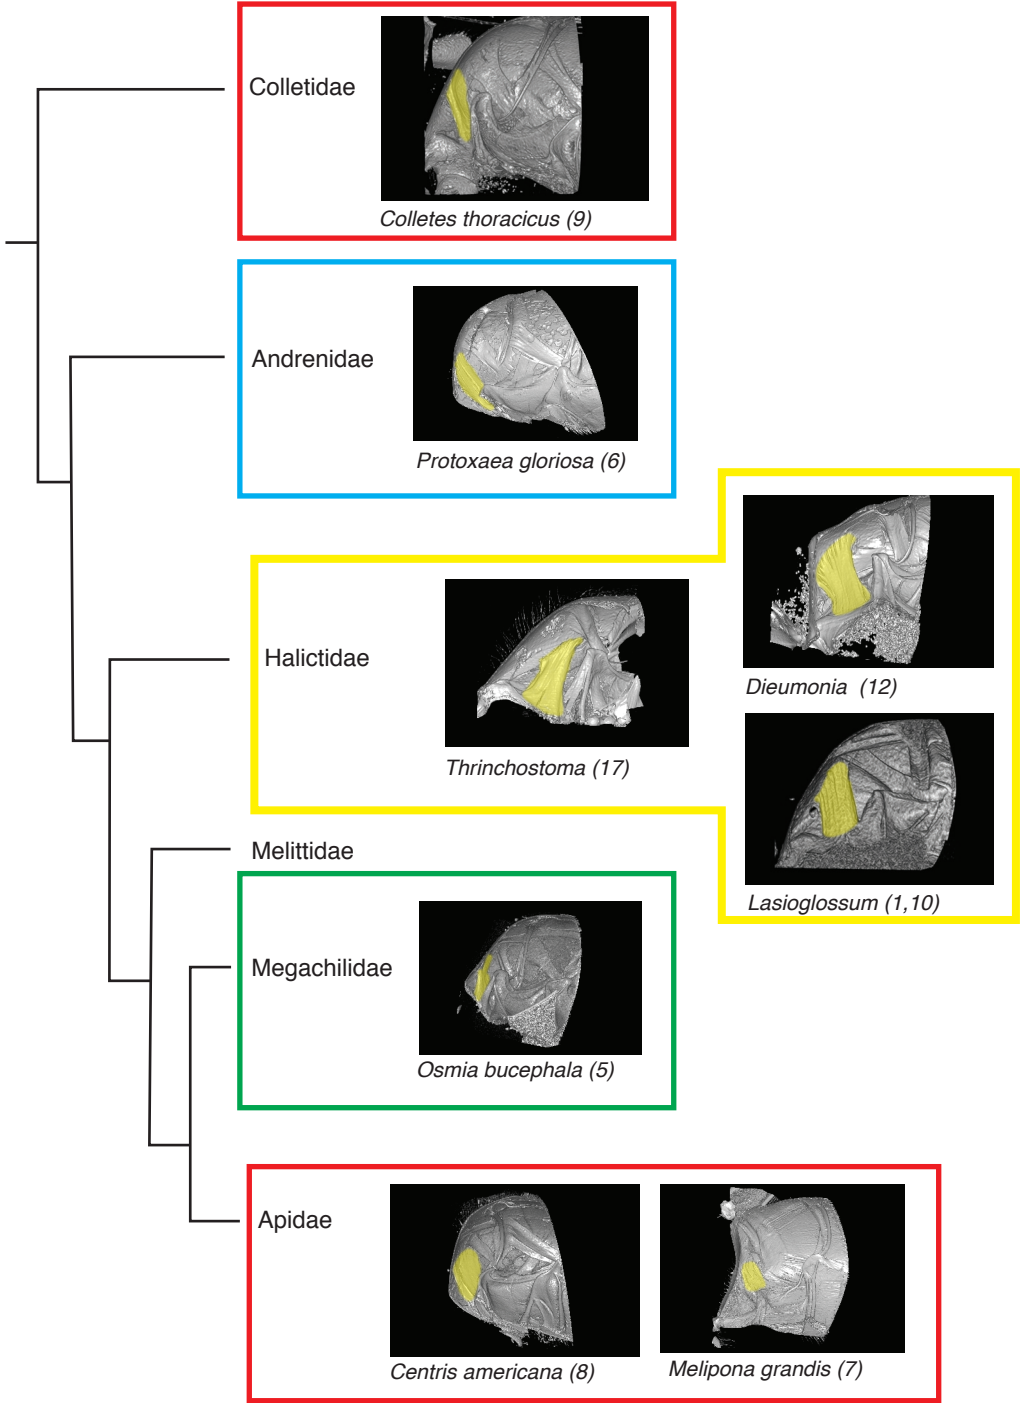 Colletidae
Colletes thoracicus (9)
Andrenidae
Protoxaea gloriosa (6)
Halictidae
Thrinchostoma (17)
Dieumonia  (12)
Lasioglossum (1,10)
Melittidae
Megachilidae
Osmia bucephala (5)
Apidae
Centris americana (8)
Melipona grandis (7)